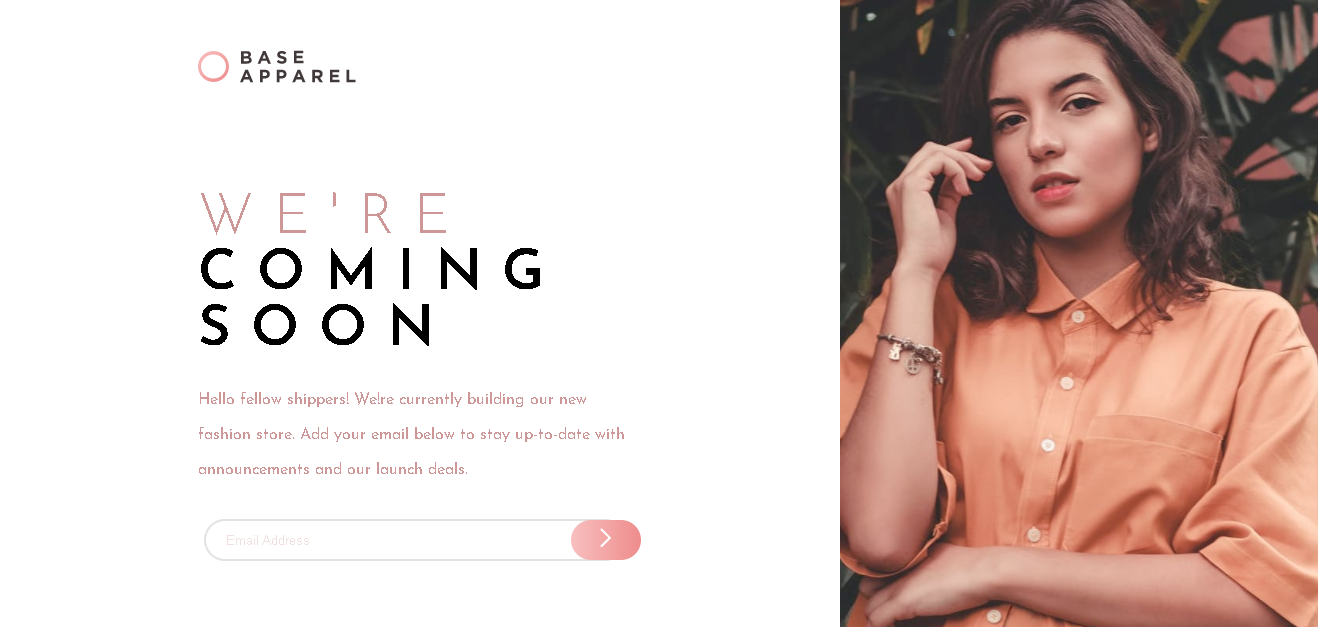 BASE
APPAREL
WE'RE
COMING
SOON
Hello fellow shippers! We're currently building our new
fashion store. Add your email below to stay up-to-date with
announcements and our launch deals.
Email Address